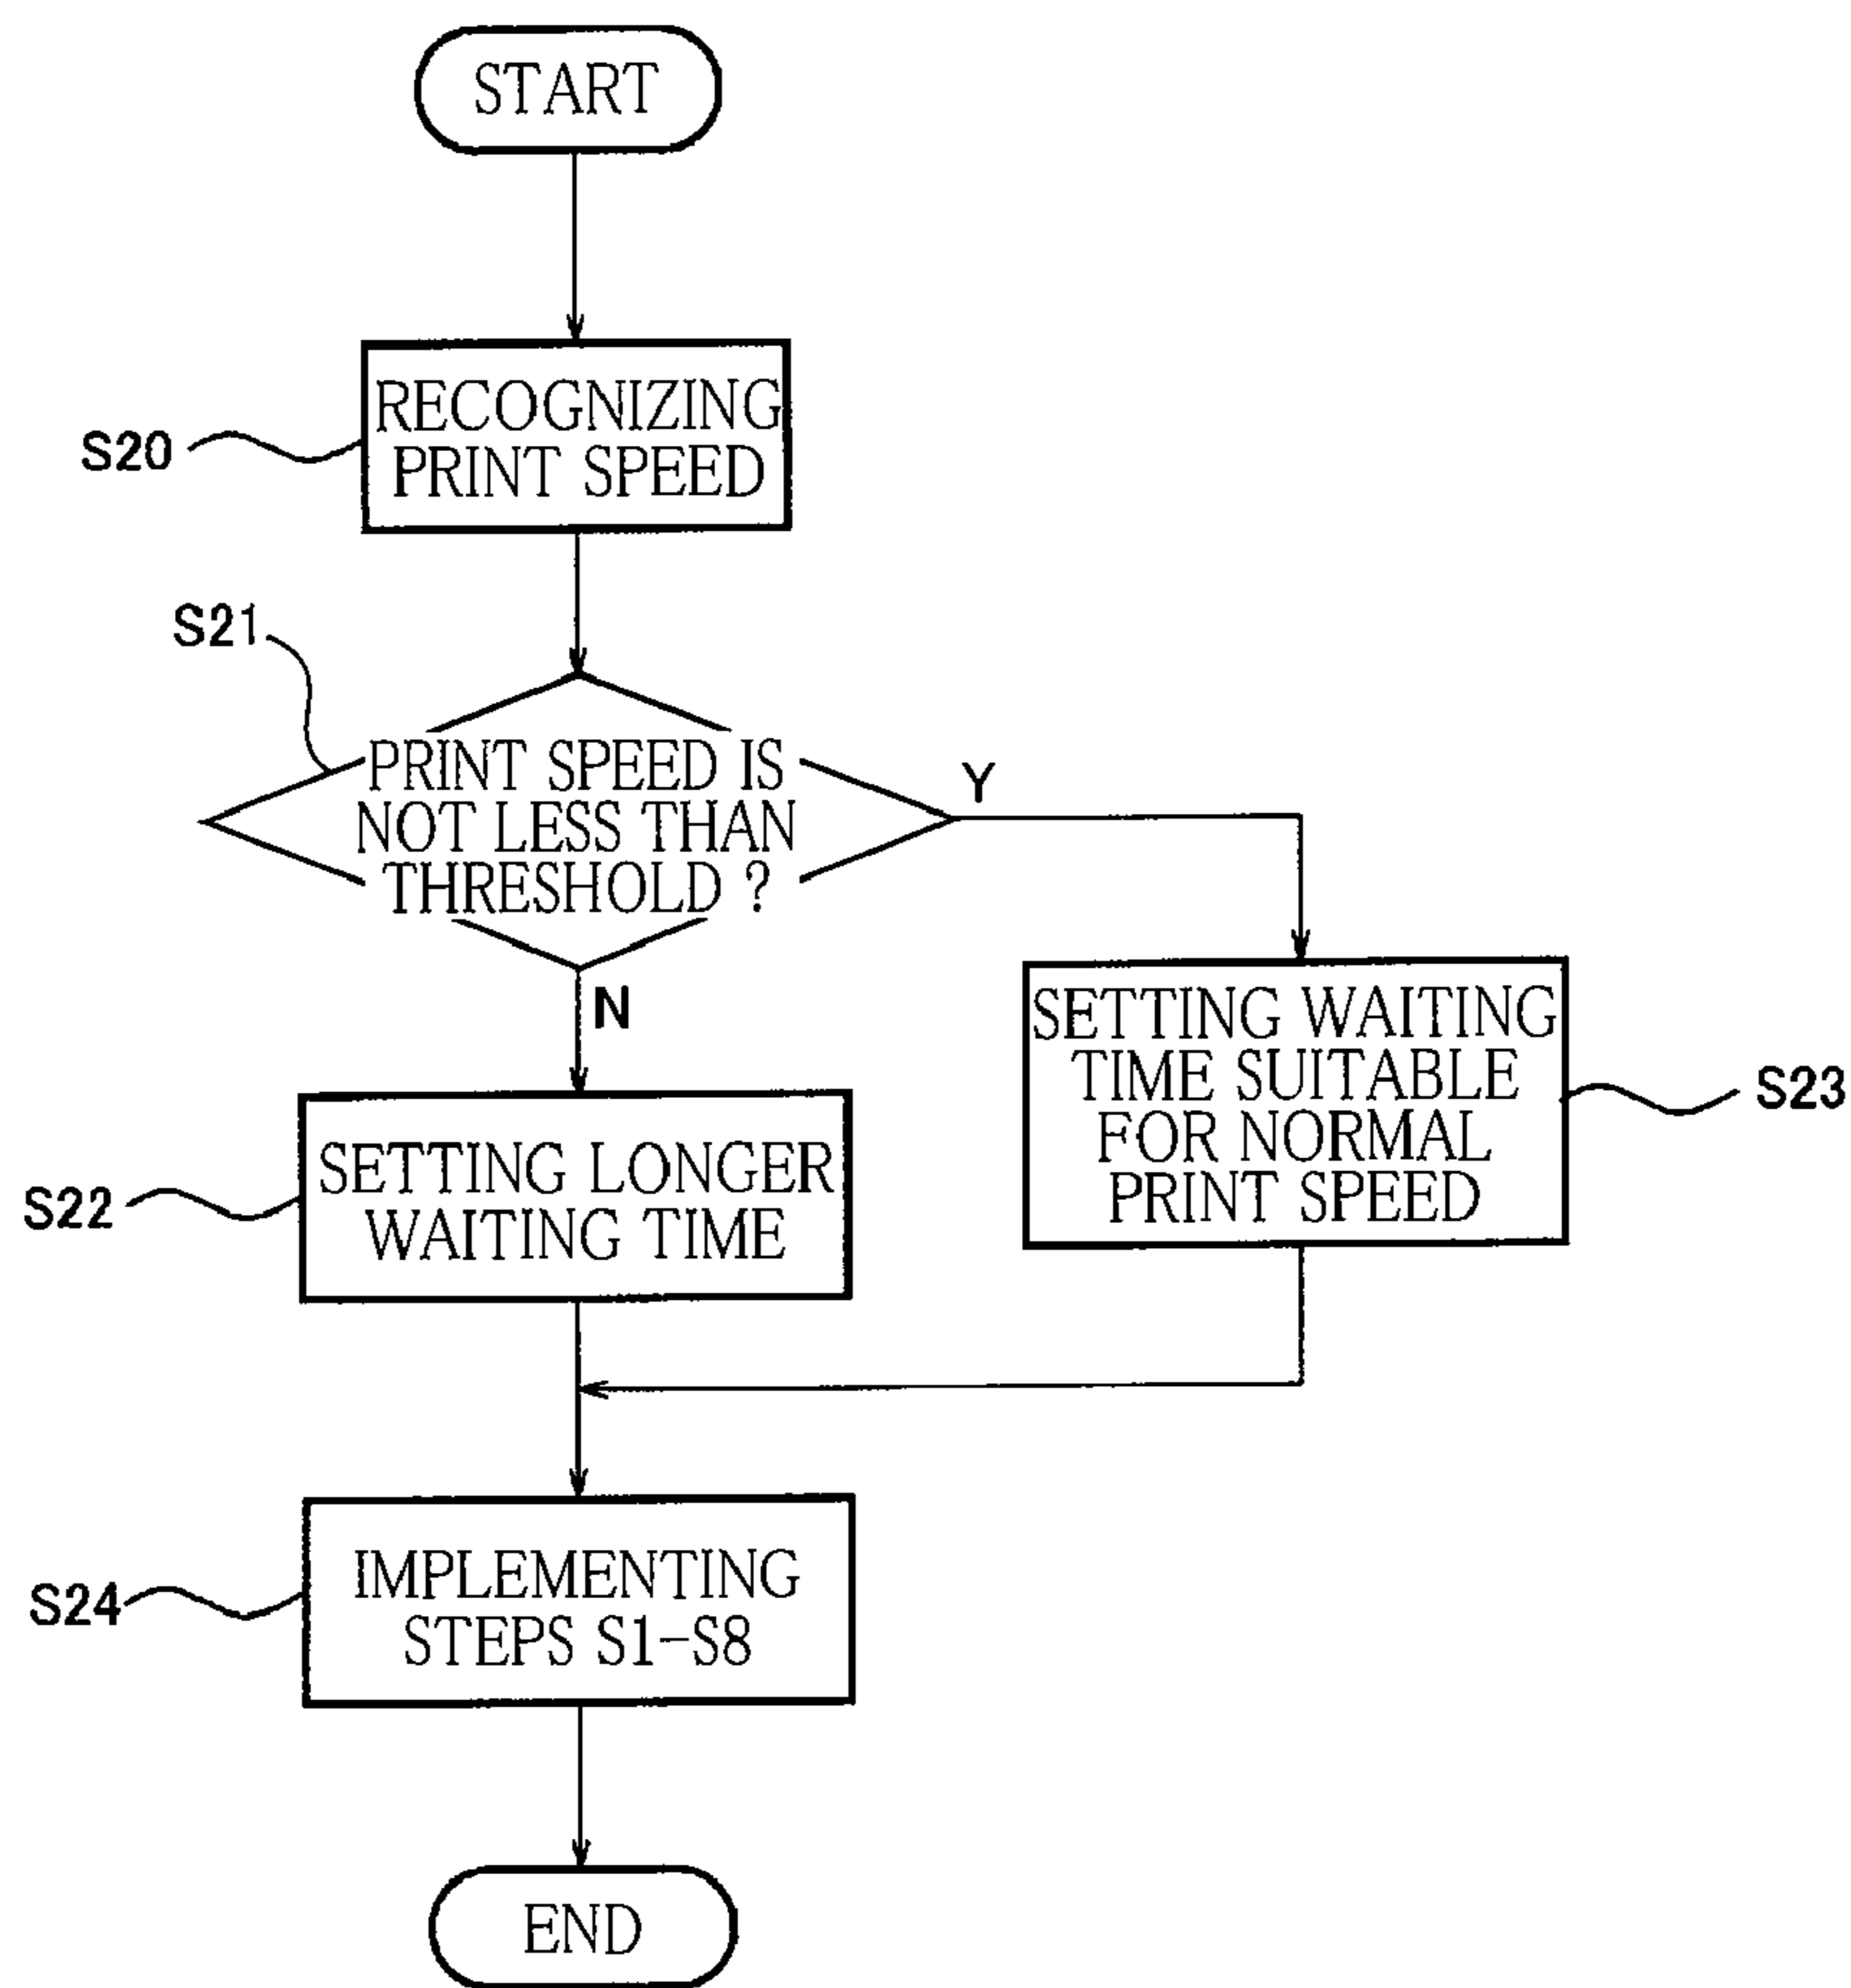 START
RECOGNIZING
PRINT SPEED
S20
S21
PRINT SPEED IS
NOT LESS THAN
THRESHOLD ?
Y
N
SETTING WAITING
TIME SUITABLE
FOR NORMAL
PRINT SPEED
S23
SETTING LONGER
WAITING TIME
S22
IMPLEMENTING
STEPS S1-S8
S24
END